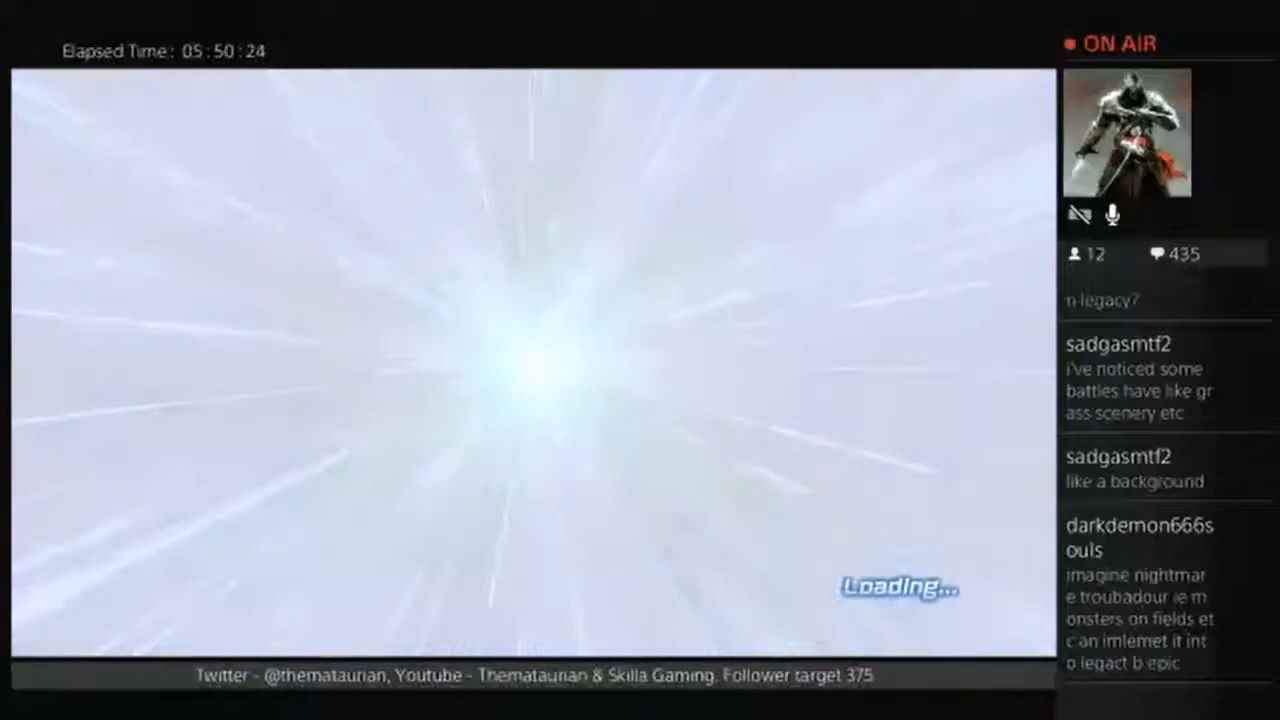 Elapsed Time: 05:50:24
ON AIR
12 435
n legacy?
sadgasmtf2
i've noticed some
battles have like gr
ass scenery etc
sadgasmtf2
like a background
darkdemon666s
ouls
imagine nightmar
e troubadour ie m
onsters on fields et
c an imlemet it int
o legact b epic
Loading...
Twitter - @themataurian, Youtube - Themataurian & Skilla Gaming. Follower target 375